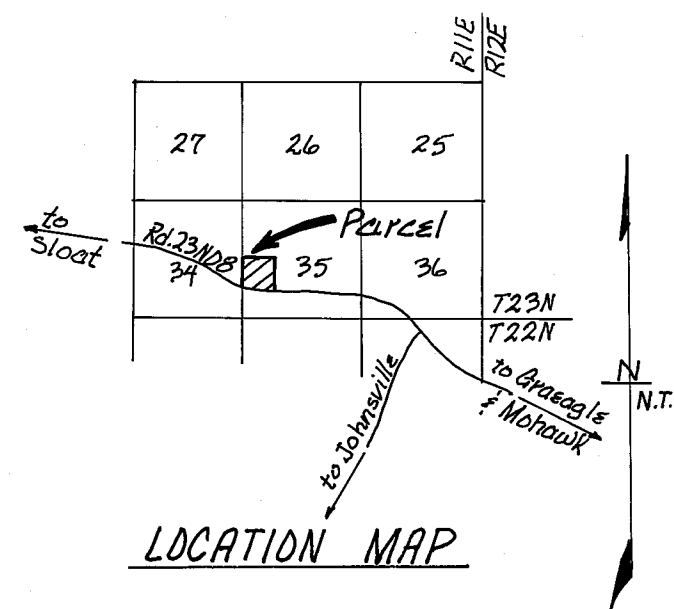 R11E
R12E
27 26 25
Parcel
to
Sloat
Rd.23N08
34 35 36
T23N
T22N
to Graeagle
& Mohawk
to Johnsville
N
N.T.
LOCATION MAP